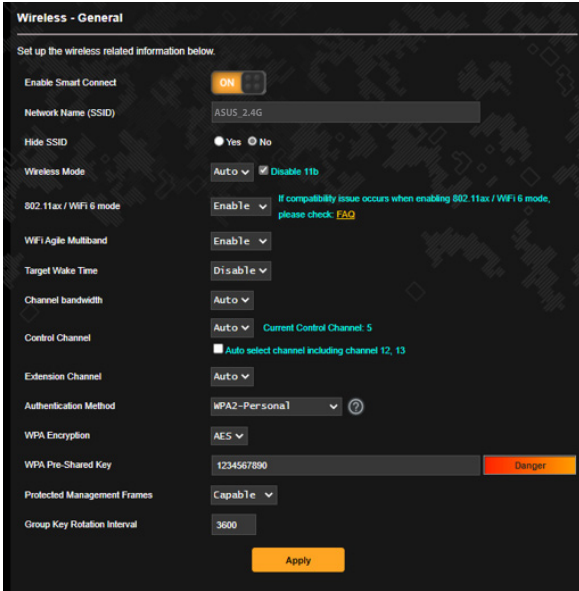 Wireless - General
Set up the wireless related information below.
Enable Smart Connect ON
Network Name (SSID) ASUS_2.4G
Hide SSID Yes No
Wireless Mode Auto Disable 11b
802.11ax / WiFi 6 mode Enable If compatibility issue occurs when enabling 802.11ax / WiFi 6 mode,
please check: FAQ
WiFi Agile Multiband Enable
Target Wake Time Disable
Channel bandwidth Auto
Control Channel Auto Current Control Channel: 5
Auto select channel including channel 12, 13
Extension Channel Auto
Authentication Method WPA2-Personal ?
WPA Encryption AES
WPA Pre-Shared Key 1234567890 Danger
Protected Management Frames Capable
Group Key Rotation Interval 3600
Apply